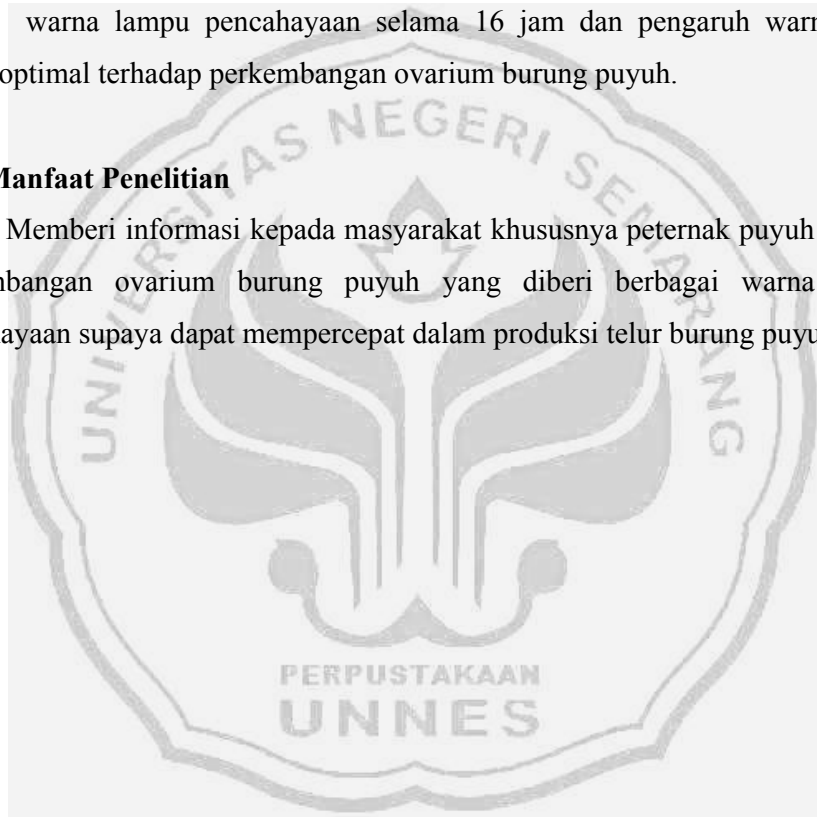 warna lampu pencahayaan selama 16 jam dan pengaruh warn
optimal terhadap perkembangan ovarium burung puyuh.
Manfaat Penelitian
Memberi informasi kepada masyarakat khususnya peternak puyuh
mbangan ovarium burung puyuh yang diberi berbagai warna
ayaan supaya dapat mempercepat dalam produksi telur burung puyu
UNIVERSITAS NEGERI SEMARANG
PERPUSTAKAAN
UNNES